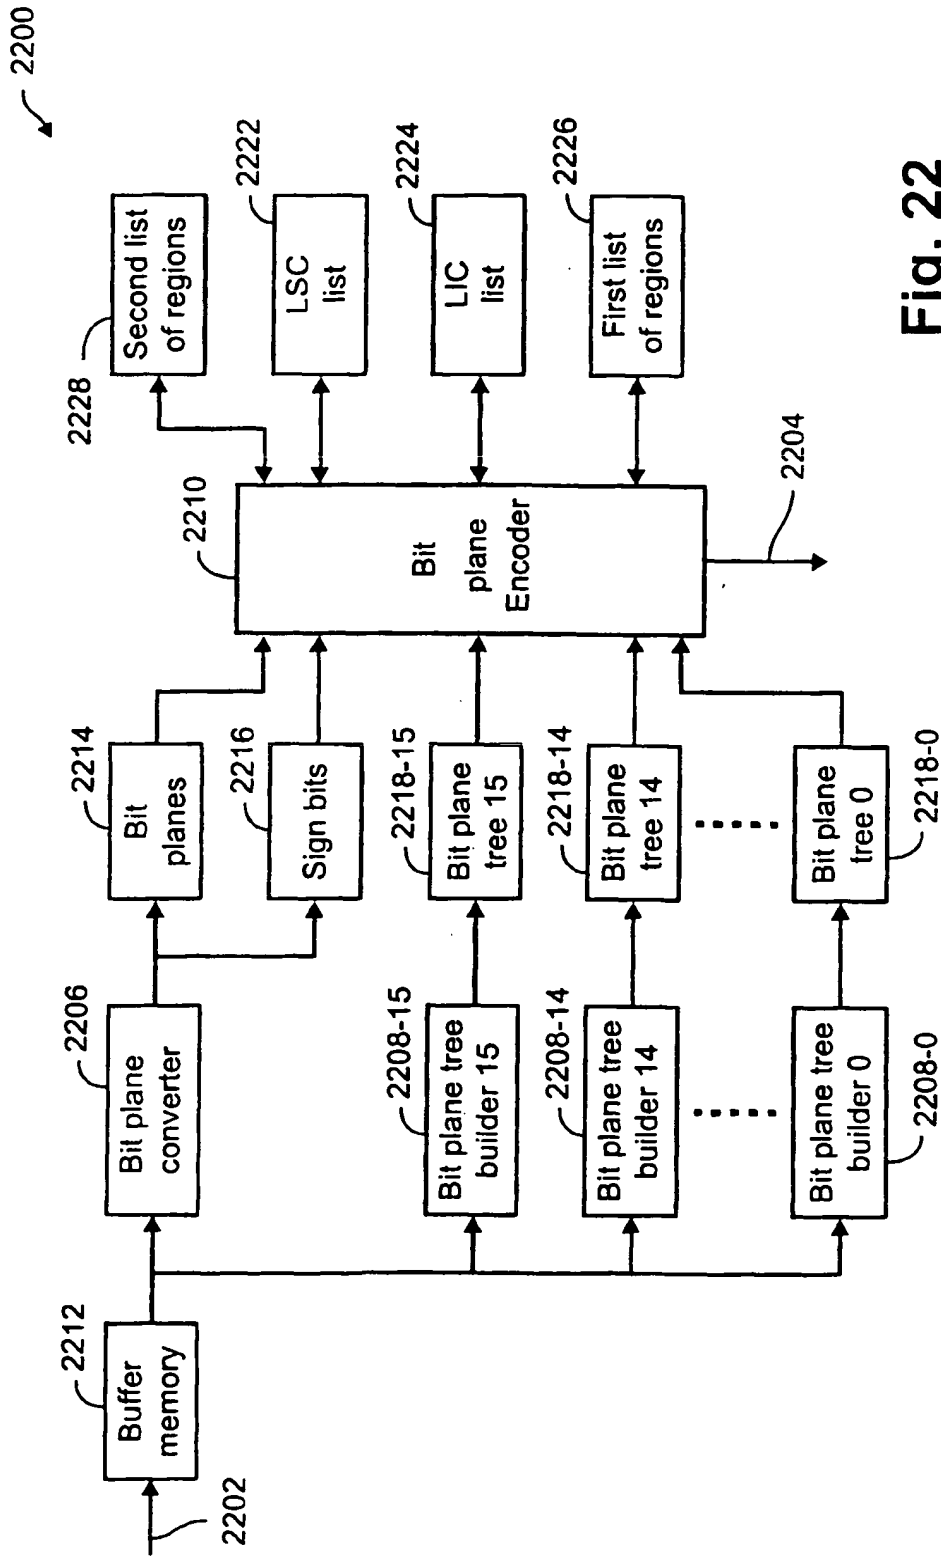 2200
2202
2212
Buffer
memory
2206
Bit plane
converter
2208-15
Bit plane tree
builder 15
2208-14
Bit plane tree
builder 14
Bit plane tree
builder 0
2208-0
2214
Bit
planes
2216
Sign bits
2218-15
Bit plane
tree 15
2218-14
Bit plane
tree 14
Bit plane
tree 0
2218-0
2210
Bit
plane
Encoder
2204
2228
Second list
of regions
2222
LSC
list
2224
LIC
list
2226
First list
of regions
Fig. 22